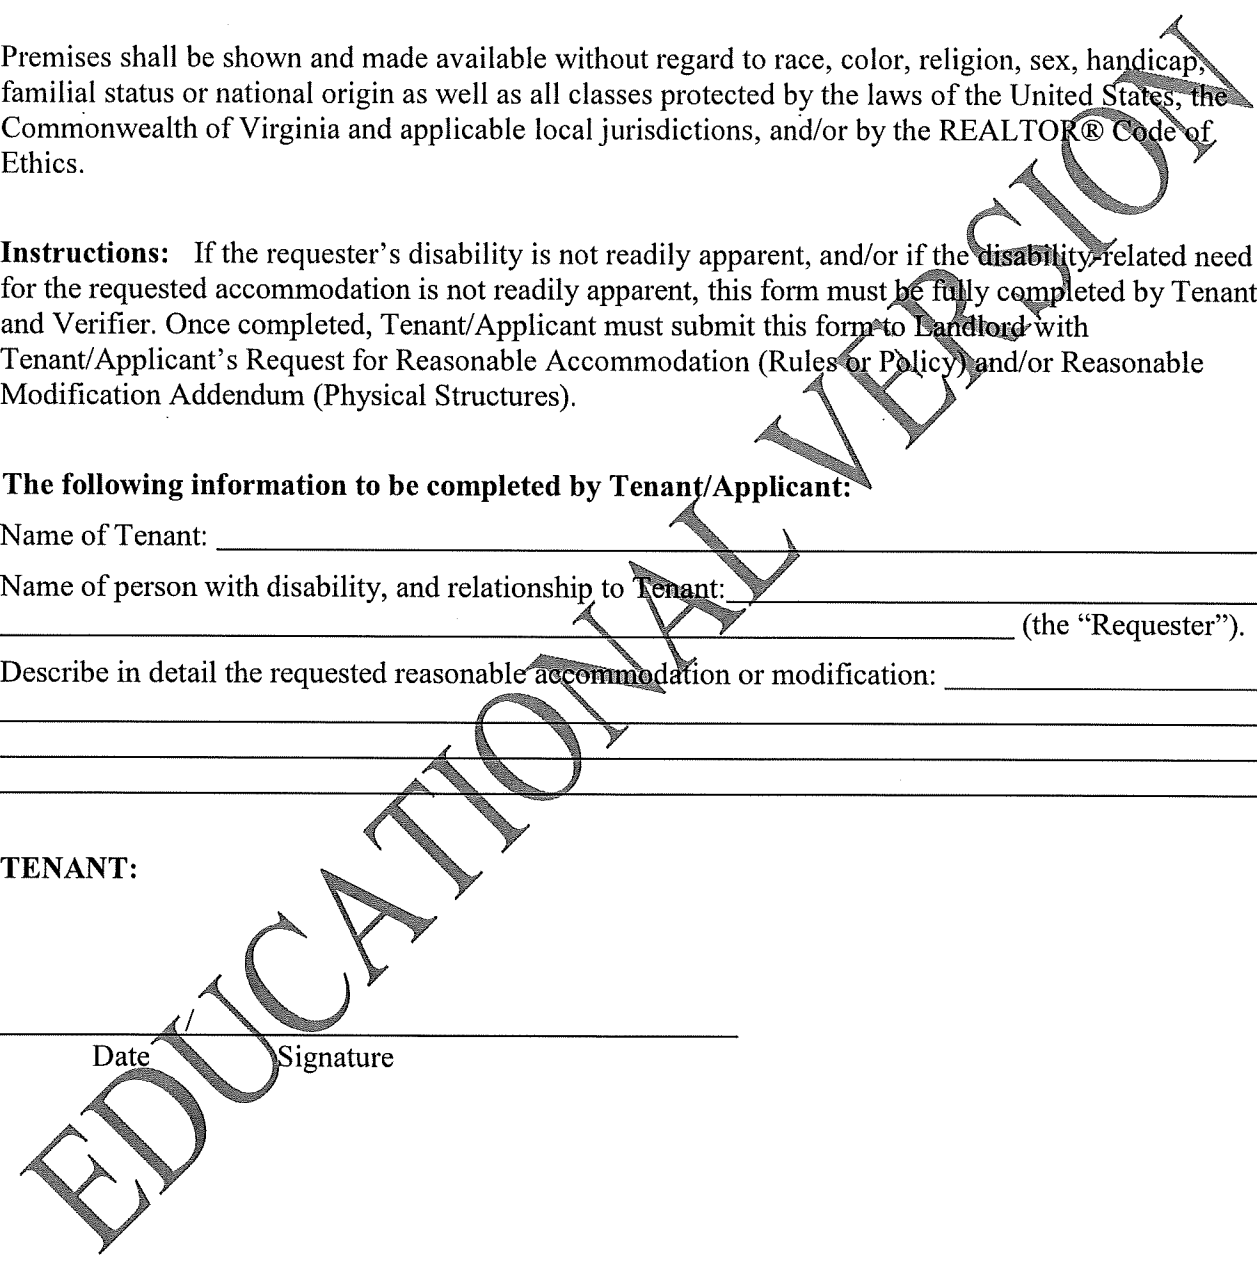 Premises shall be shown and made available without regard to race, color, religion, sex, handicap,
familial status or national origin as well as all classes protected by the laws of the United States, the
Commonwealth of Virginia and applicable local jurisdictions, and/or by the REALTOR® Code of
Ethics.
Instructions: If the requester's disability is not readily apparent, and/or if the disability-related need
for the requested accommodation is not readily apparent, this form must be fully completed by Tenant
and Verifier. Once completed, Tenant/Applicant must submit this form to Landlord with
Tenant/Applicant's Request for Reasonable Accommodation (Rules or Policy) and/or Reasonable
Modification Addendum (Physical Structures).
The following information to be completed by Tenant/Applicant:
Name of Tenant:
Name of person with disability, and relationship to Tenant:
(the “Requester”).
Describe in detail the requested reasonable accommodation or modification:
TENANT:
/
Date Signature
EDUCATIONAL VERSION